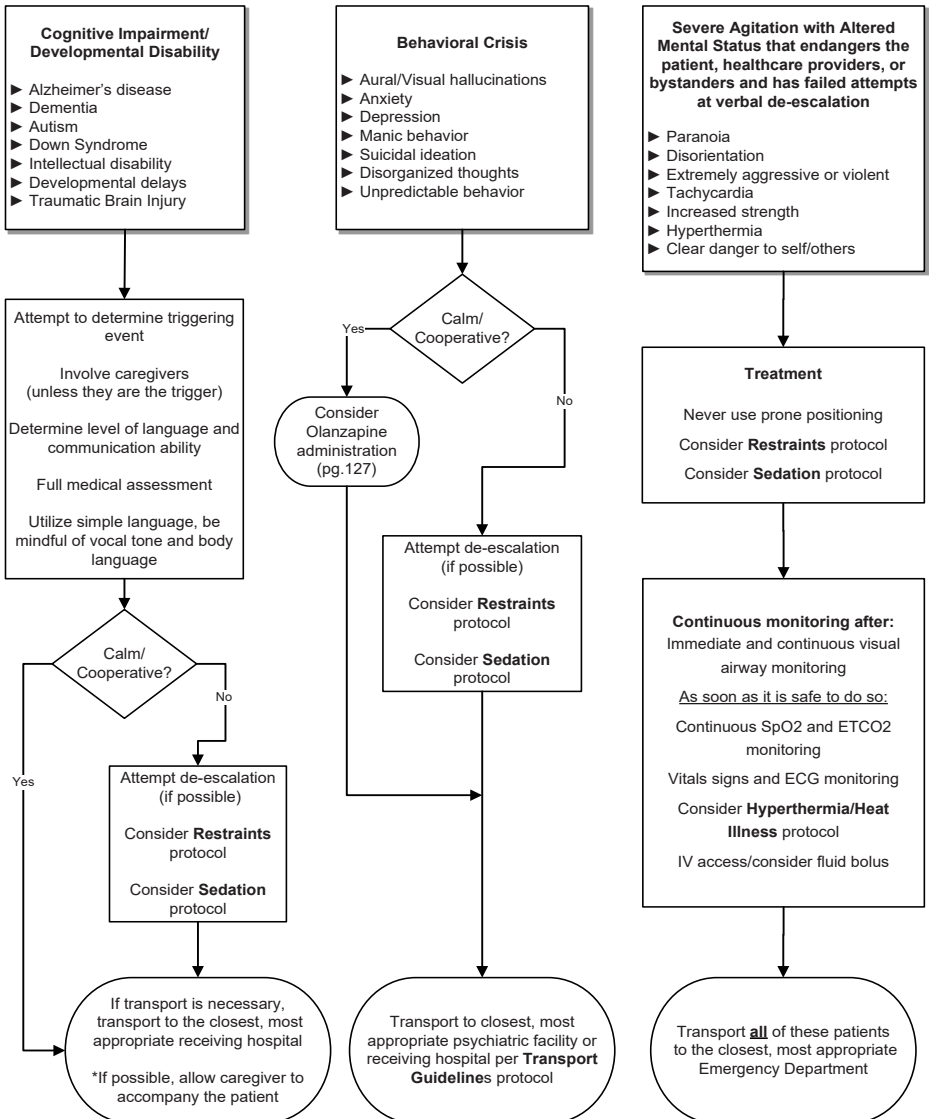 Cognitive Impairment/
Developmental Disability
► Alzheimer's disease
► Dementia
► Autism
► Down Syndrome
► Intellectual disability
► Developmental delays
► Traumatic Brain Injury
Attempt to determine triggering
event
Involve caregivers
(unless they are the trigger)
Determine level of language and
communication ability
Full medical assessment
Utilize simple language, be
mindful of vocal tone and body
language
Calm/
Cooperative?
No
Yes
Attempt de-escalation
(if possible)
Consider Restraints
protocol
Consider Sedation
protocol
If transport is necessary,
transport to the closest, most
appropriate receiving hospital
*If possible, allow caregiver to
accompany the patient
Behavioral Crisis
► Aural/Visual hallucinations
► Anxiety
► Depression
► Manic behavior
► Suicidal ideation
► Disorganized thoughts
► Unpredictable behavior
Calm/
Cooperative?
Yes
No
Consider
Olanzapine
administration
(pg.127)
Attempt de-escalation
(if possible)
Consider Restraints
protocol
Consider Sedation
protocol
Transport to closest, most
appropriate psychiatric facility or
receiving hospital per Transport
Guidelines protocol
Severe Agitation with Altered
Mental Status that endangers the
patient, healthcare providers, or
bystanders and has failed attempts
at verbal de-escalation
► Paranoia
► Disorientation
► Extremely aggressive or violent
► Tachycardia
► Increased strength
► Hyperthermia
► Clear danger to self/others
Treatment
Never use prone positioning
Consider Restraints protocol
Consider Sedation protocol
Continuous monitoring after:
Immediate and continuous visual
airway monitoring
As soon as it is safe to do so:
Continuous SpO2 and ETCO2
monitoring
Vitals signs and ECG monitoring
Consider Hyperthermia/Heat
Illness protocol
IV access/consider fluid bolus
Transport all of these patients
to the closest, most appropriate
Emergency Department